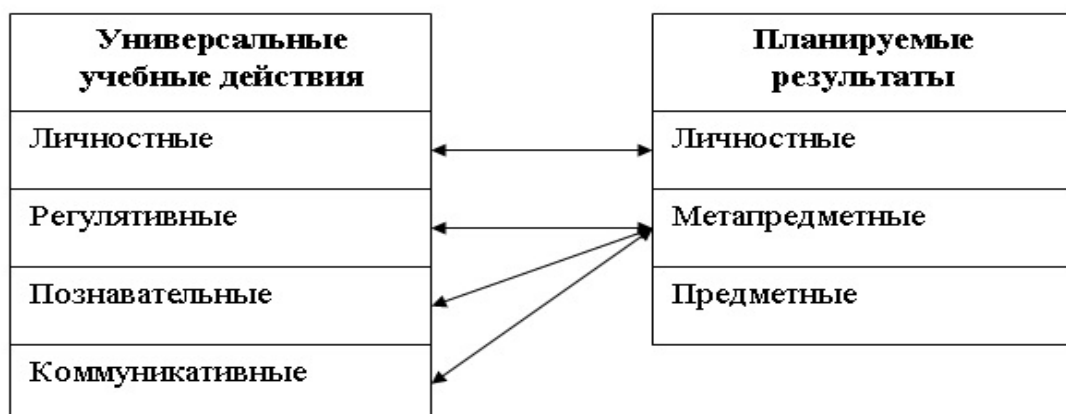 Универсальные
учебные действия
Личностные
Регулятивные
Познавательные
Коммуникативные
Планируемые
результаты
Личностные
Метапредметные
Предметные